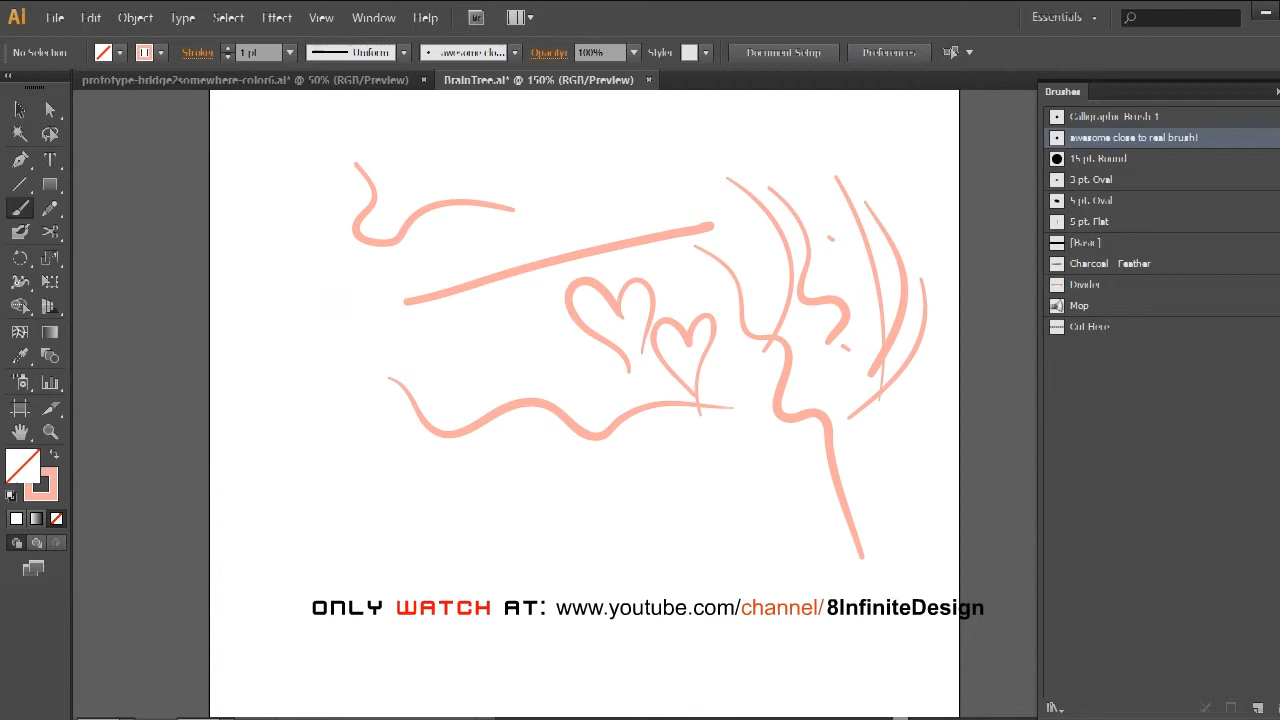 Ai File Edit Object Type Select Effect View Window Help Br Essentials
No Selection Stroke: 1 pt Uniform awesome clo... Opacity: 100% Style: Document Setup Preferences
prototype-bridge2somewhere-color6.ai* @ 50% (RGB/Preview) × BrainTree.ai* @ 150% (RGB/Preview) ×
Brushes
Calligraphic Brush 1
awesome close to real brush!
15 pt. Round
3 pt. Oval
5 pt. Oval
5 pt. Flat
[Basic]
Charcoal - Feather
Divider
Mop
Cut Here
ONLY WATCH AT: www.youtube.com/channel/8InfiniteDesign